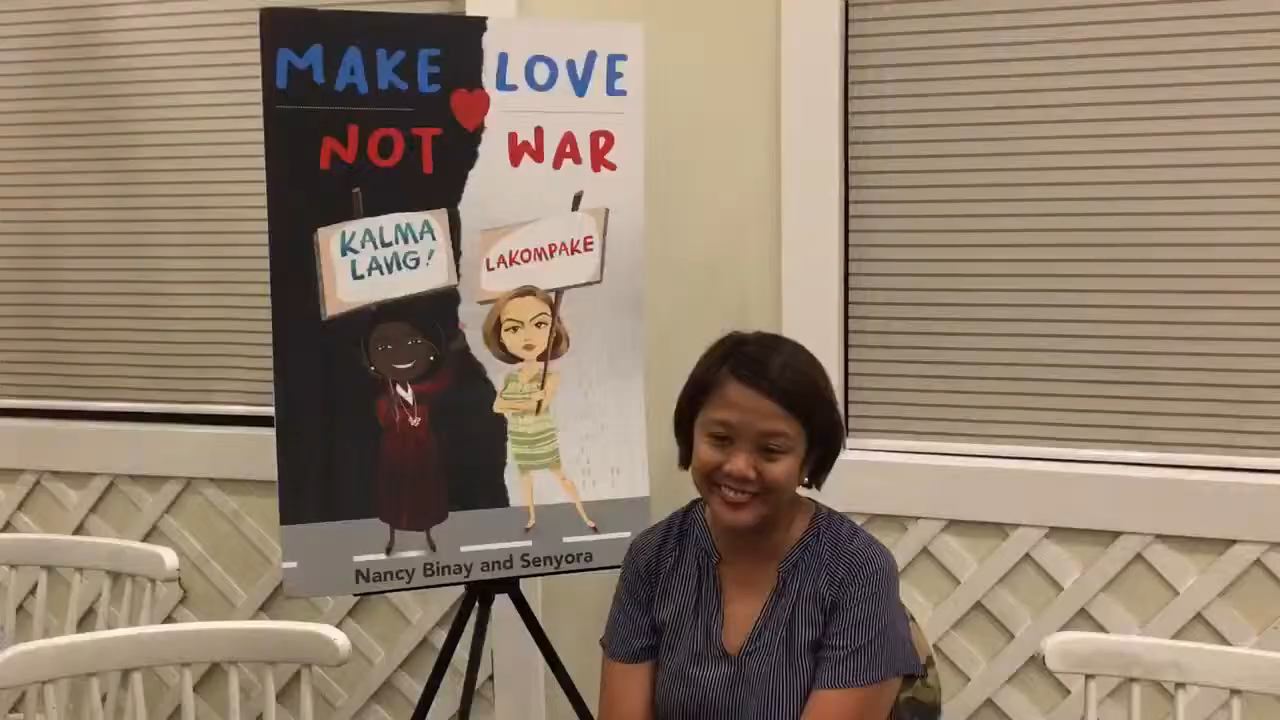 MAKE LOVE
NOT WAR
KALMA
LANG!
LAKOMPAKE
Nancy Binay and Senyora